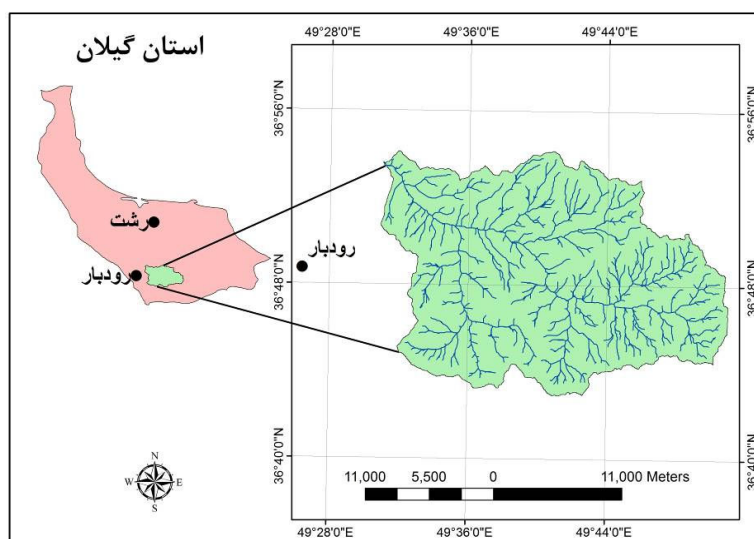 استان گیلان
رشت
رودبار
N
W E
S
49°28'0"E 49°36'0"E 49°44'0"E
36°56'0"N 36°56'0"N
رودبار
36°48'0"N 36°48'0"N
36°40'0"N 36°40'0"N
11,000 5,500 0 11,000 Meters
49°28'0"E 49°36'0"E 49°44'0"E